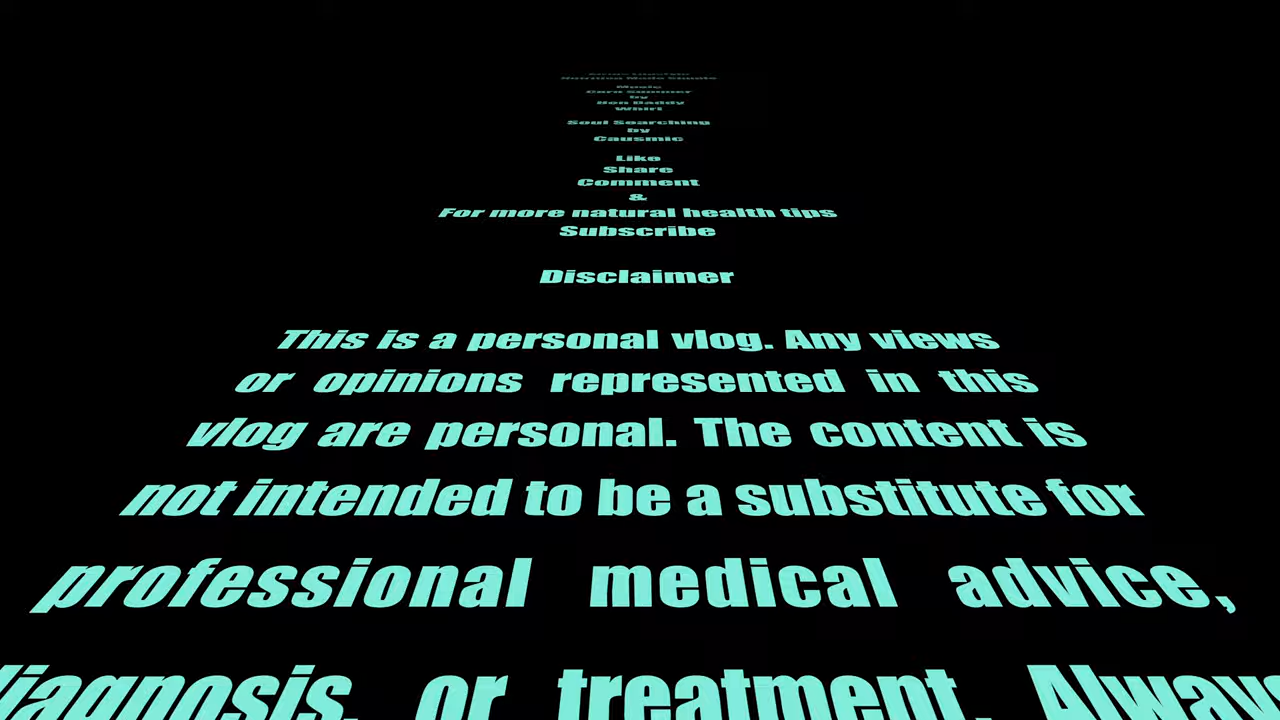 Music
by
Whirl
Soul Searching
by
Causmic
Like
Share
Comment
&
For more natural health tips
Subscribe
Disclaimer
This is a personal vlog. Any views
or opinions represented in this
vlog are personal. The content is
not intended to be a substitute for
professional medical advice,
diagnosis, or treatment. Always